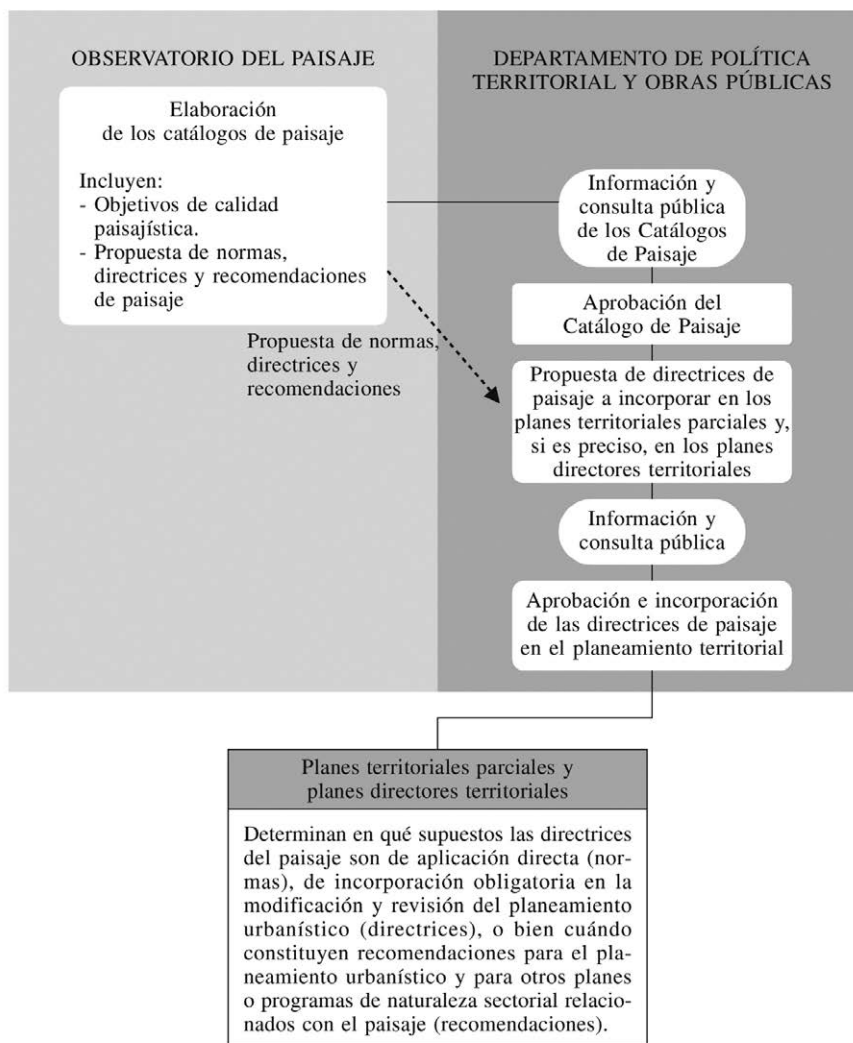 OBSERVATORIO DEL PAISAJE
Elaboración
de los catálogos de paisaje
Incluyen:
- Objetivos de calidad
paisajística.
- Propuesta de normas,
directrices y recomendaciones
de paisaje
Propuesta de normas,
directrices y
recomendaciones
DEPARTAMENTO DE POLÍTICA
TERRITORIAL Y OBRAS PÚBLICAS
Información y
consulta pública
de los Catálogos
de Paisaje
Aprobación del
Catálogo de Paisaje
Propuesta de directrices de
paisaje a incorporar en los
planes territoriales parciales y,
si es preciso, en los planes
directores territoriales
Información y
consulta pública
Aprobación e incorporación
de las directrices de paisaje
en el planeamiento territorial
Planes territoriales parciales y
planes directores territoriales
Determinan en qué supuestos las directrices
del paisaje son de aplicación directa (nor-
mas), de incorporación obligatoria en la
modificación y revisión del planeamiento
urbanístico (directrices), o bien cuándo
constituyen recomendaciones para el pla-
neamiento urbanístico y para otros planes
o programas de naturaleza sectorial relacio-
nados con el paisaje (recomendaciones).